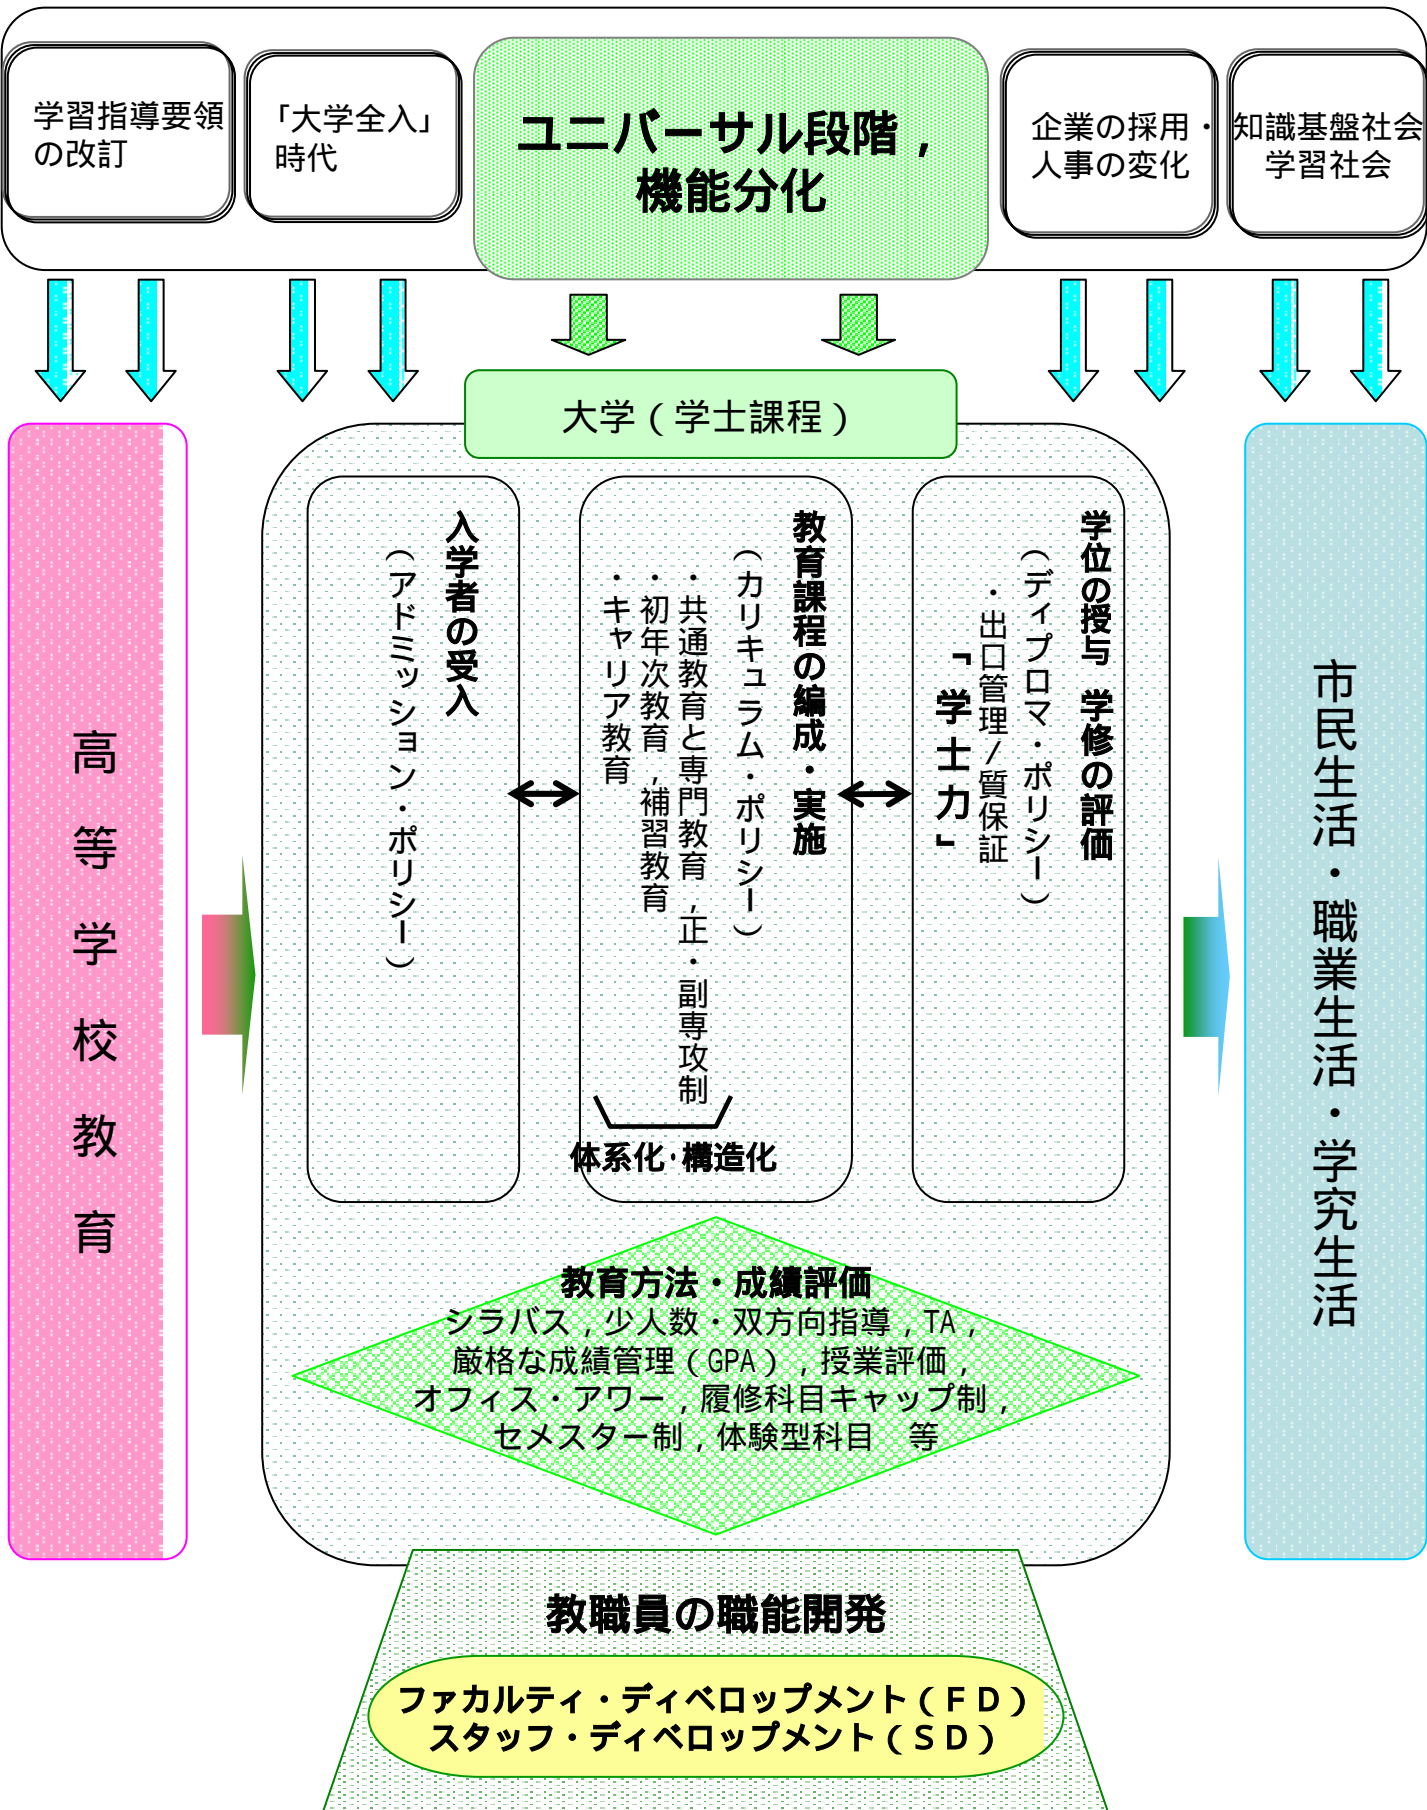 学習指導要領
の改訂
「大学全入」
時代
ユニバーサル段階，
機能分化
企業の採用・
人事の変化
知識基盤社会
学習社会
大学（学士課程）
高等学校教育
入学者の受入
（アドミッション・ポリシー）
教育課程の編成・実施
（カリキュラム・ポリシー）
・共通教育と専門教育，正・副専攻制
・初年次教育，補習教育
・キャリア教育
体系化・構造化
学位の授与　学修の評価
（ディプロマ・ポリシー）
・出口管理／質保証
「学士力」
市民生活・職業生活・学究生活
教育方法・成績評価
シラバス，少人数・双方向指導，TA，
厳格な成績管理（GPA），授業評価，
オフィス・アワー，履修科目キャップ制，
セメスター制，体験型科目　等
教職員の職能開発
ファカルティ・ディベロップメント（ＦＤ）
スタッフ・ディベロップメント（ＳＤ）